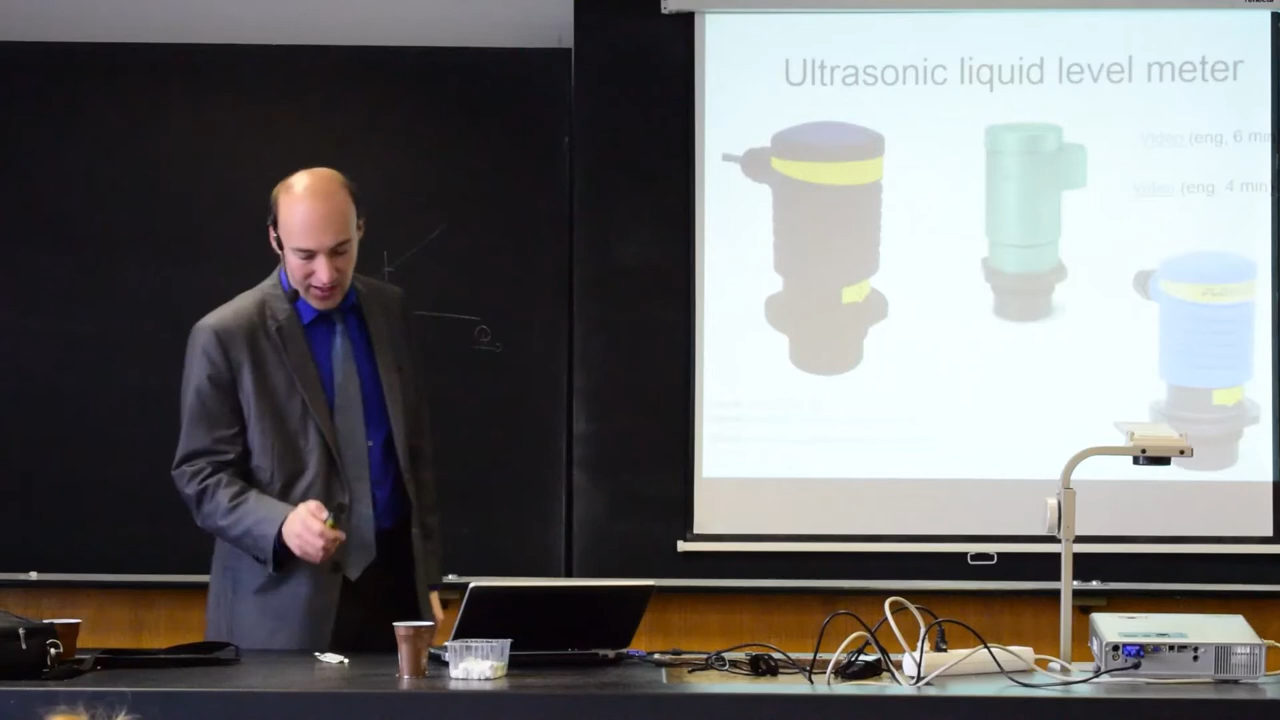 Ultrasonic liquid level meter
Video (eng, 6 min
Video (eng, 4 min